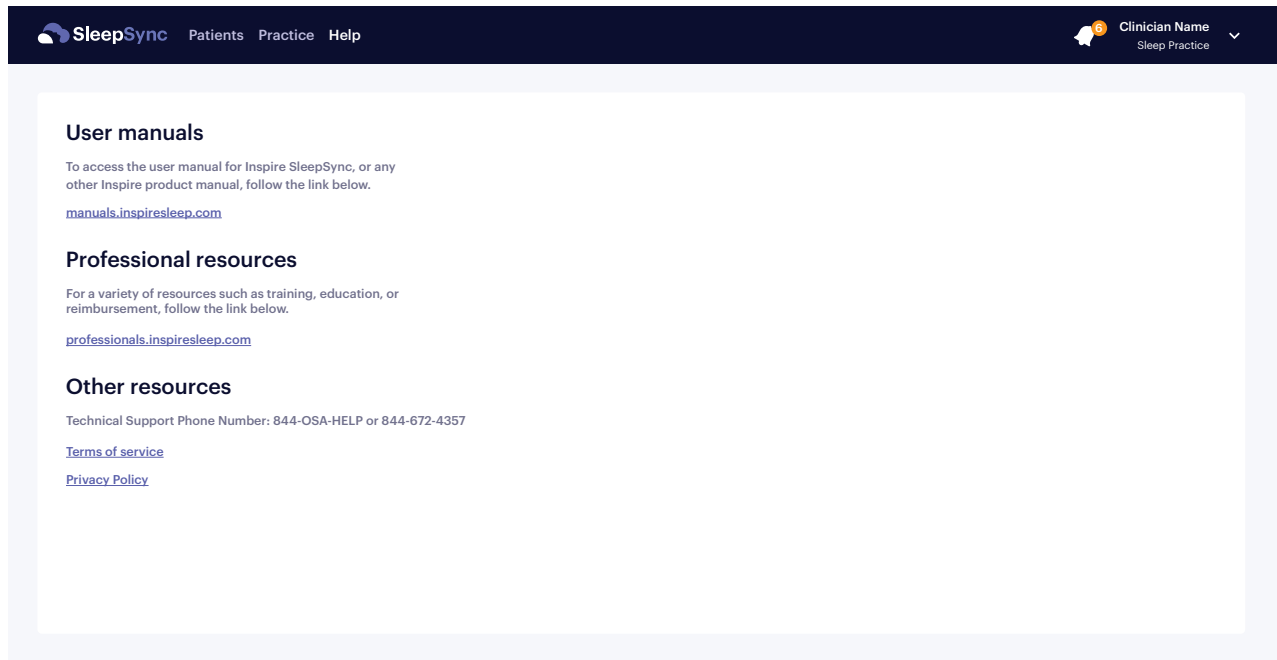 SleepSync Patients Practice Help
6
Clinician Name
Sleep Practice
User manuals
To access the user manual for Inspire SleepSync, or any
other Inspire product manual, follow the link below.
manuals.inspiresleep.com
Professional resources
For a variety of resources such as training, education, or
reimbursement, follow the link below.
professionals.inspiresleep.com
Other resources
Technical Support Phone Number: 844-OSA-HELP or 844-672-4357
Terms of service
Privacy Policy